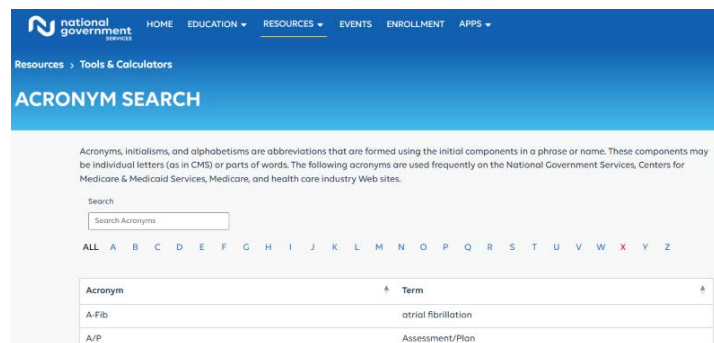 national government SERVICES
HOME EDUCATION RESOURCES EVENTS ENROLLMENT APPS
Resources > Tools & Calculators
ACRONYM SEARCH
Acronyms, initialisms, and alphabetisms are abbreviations that are formed using the initial components in a phrase or name. These components may
be individual letters (as in CMS) or parts of words. The following acronyms are used frequently on the National Government Services, Centers for
Medicare & Medicaid Services, Medicare, and health care industry Web sites.
Search
Search Acronyms
ALL A B C D E F G H I J K L M N O P Q R S T U V W X Y Z
Acronym Term
A-Fib atrial fibrillation
A/P Assessment/Plan